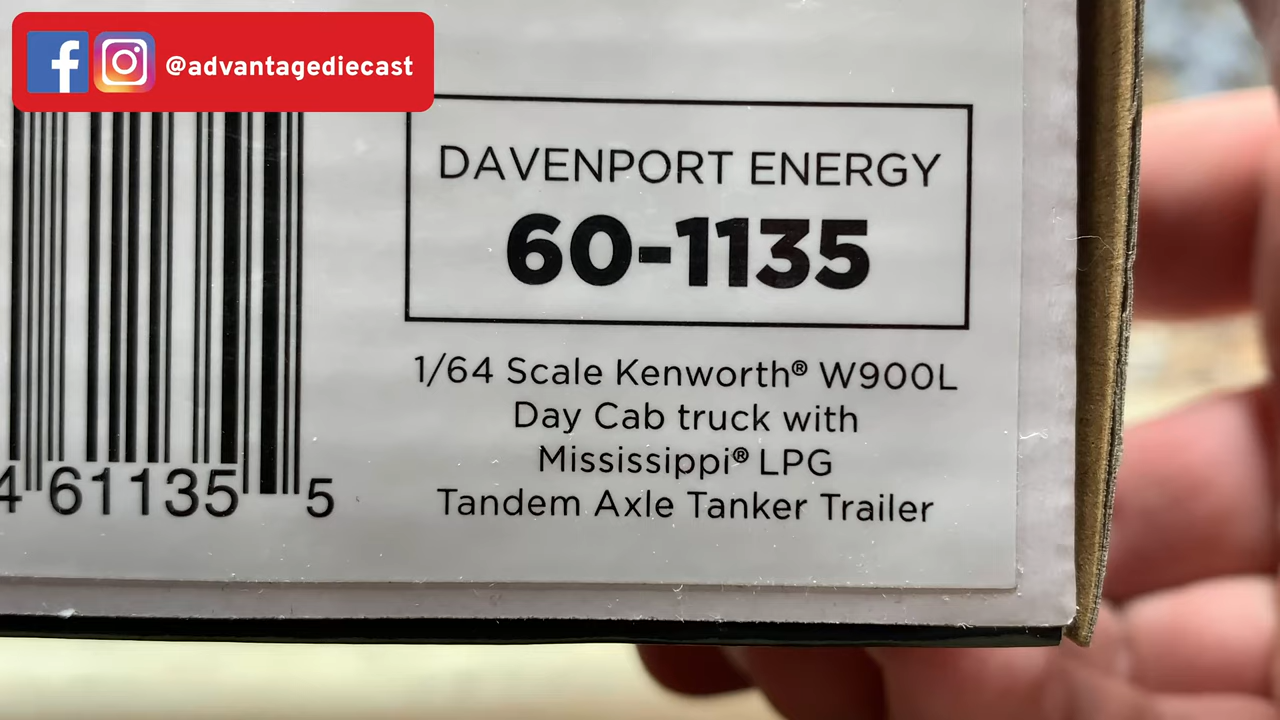 @advantagediecast
DAVENPORT ENERGY
60-1135
1/64 Scale Kenworth® W900L
Day Cab truck with
Mississippi® LPG
Tandem Axle Tanker Trailer
4 61135 5